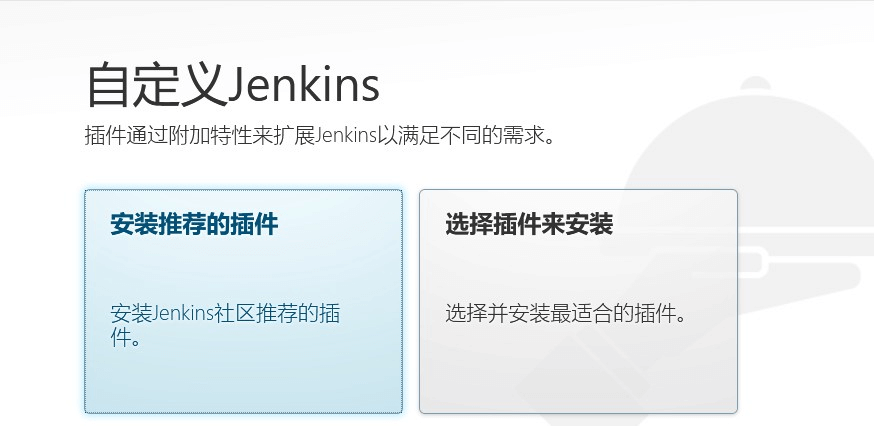 自定义Jenkins
插件通过附加特性来扩展Jenkins以满足不同的需求。
安装推荐的插件
安装Jenkins社区推荐的插
件。
选择插件来安装
选择并安装最适合的插件。